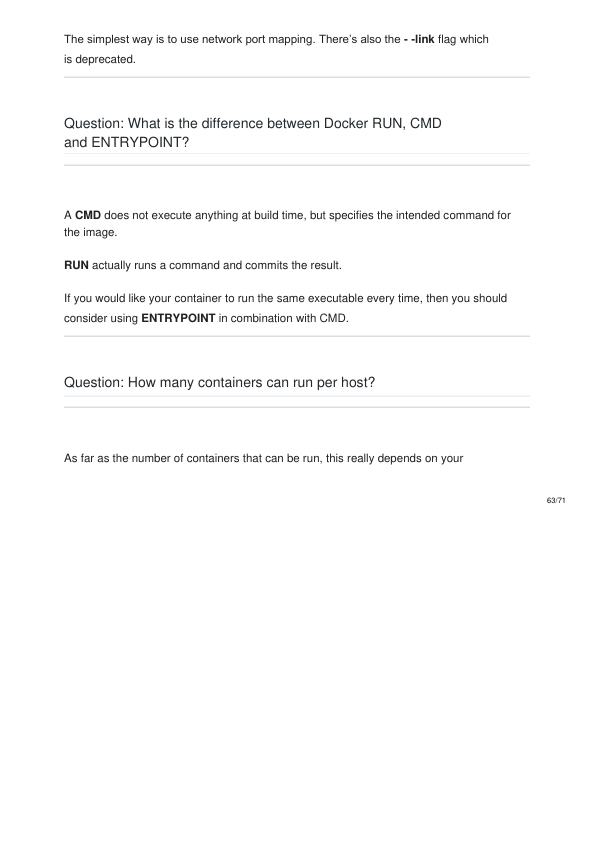 The simplest way is to use network port mapping. There's also the - -link flag which
is deprecated.
Question: What is the difference between Docker RUN, CMD
and ENTRYPOINT?
A CMD does not execute anything at build time, but specifies the intended command for
the image.
RUN actually runs a command and commits the result.
If you would like your container to run the same executable every time, then you should
consider using ENTRYPOINT in combination with CMD.
Question: How many containers can run per host?
As far as the number of containers that can be run, this really depends on your
63/71